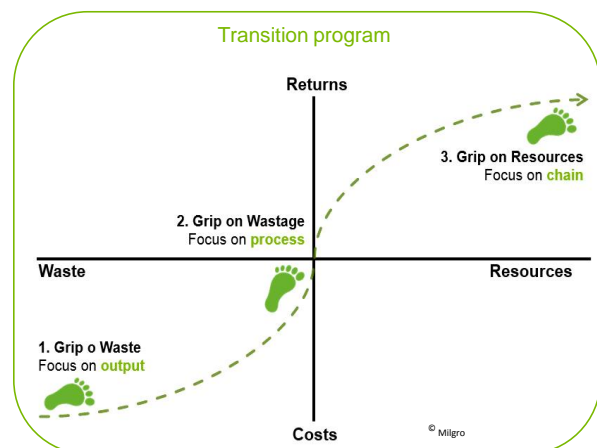 Transition program
Returns
3. Grip on Resources
Focus on chain
2. Grip on Wastage
Focus on process
Waste
Resources
1. Grip o Waste
Focus on output
© Milgro
Costs